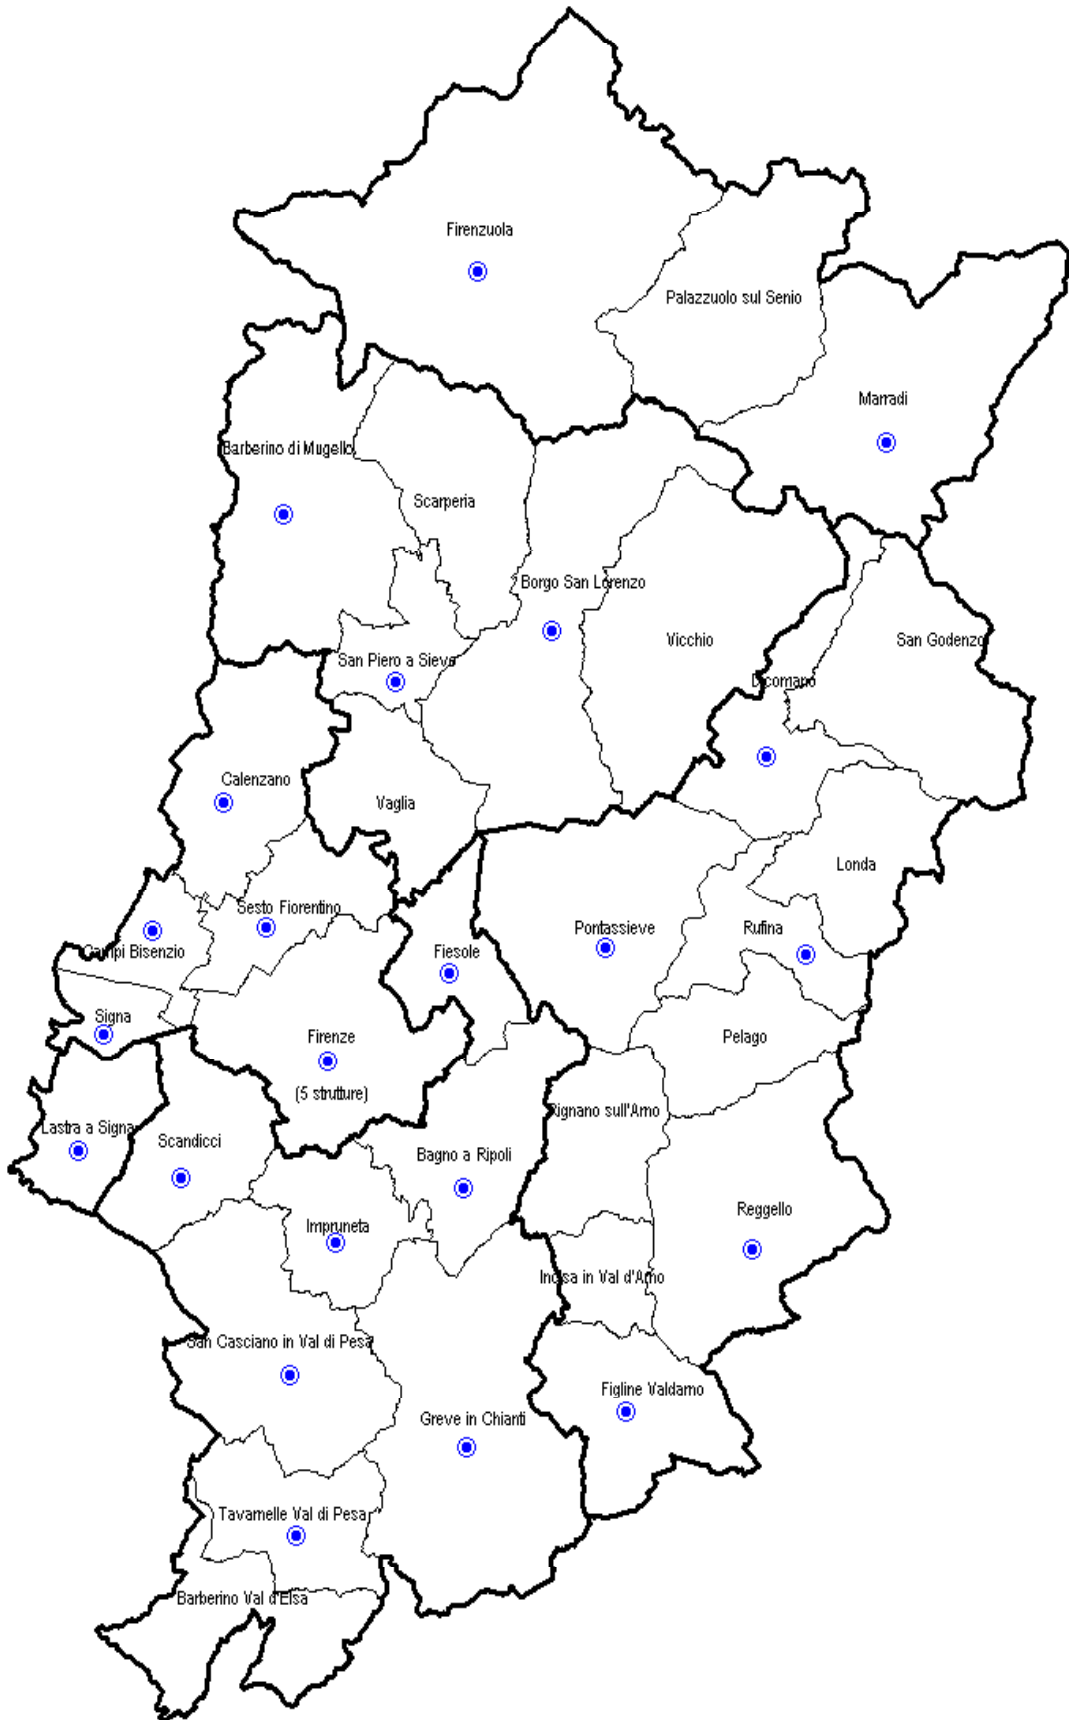 Firenzuola
Palazzuolo sul Senio
Marradi
Barberino di Mugello
Scarperia
Borgo San Lorenzo
Vicchio
San Godenzo
San Piero a Sieve
Dicomano
Calenzano
Vaglia
Londa
Sesto Fiorentino
Pontassieve
Rufina
Campi Bisenzio
Fiesole
Signa
Firenze
(5 strutture)
Pelago
Rignano sull'Arno
Lastra a Signa
Scandicci
Bagno a Ripoli
Reggello
Impruneta
Incisa in Val d'Arno
San Casciano in Val di Pesa
Figline Valdarno
Greve in Chianti
Tavarnelle Val di Pesa
Barberino Val d'Elsa